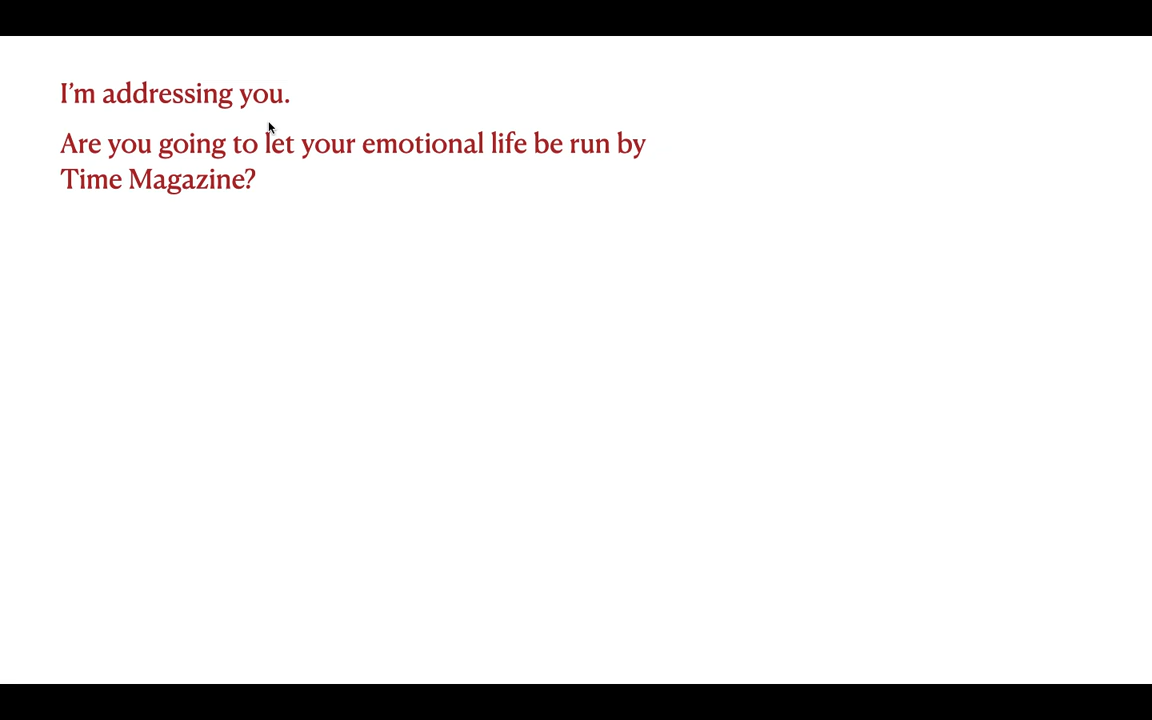 I’m addressing you.
Are you going to let your emotional life be run by
Time Magazine?